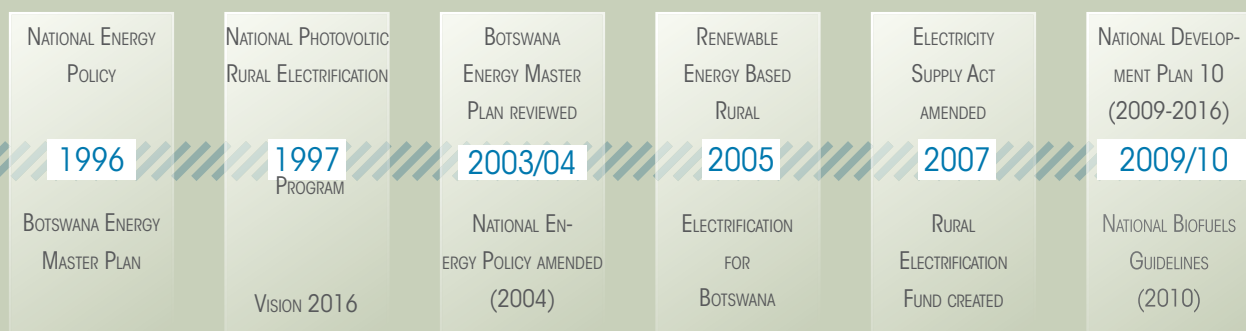 National Energy
Policy
1996
Botswana Energy
Master Plan
National Photovoltic
Rural Electrification
1997
Program
Vision 2016
Botswana
Energy Master
Plan reviewed
2003/04
National En-
ergy Policy amended
(2004)
Renewable
Energy Based
Rural
2005
Electrification
for
Botswana
Electricity
Supply Act
amended
2007
Rural
Electrification
Fund created
National Develop-
ment Plan 10
(2009-2016)
2009/10
National Biofuels
Guidelines
(2010)